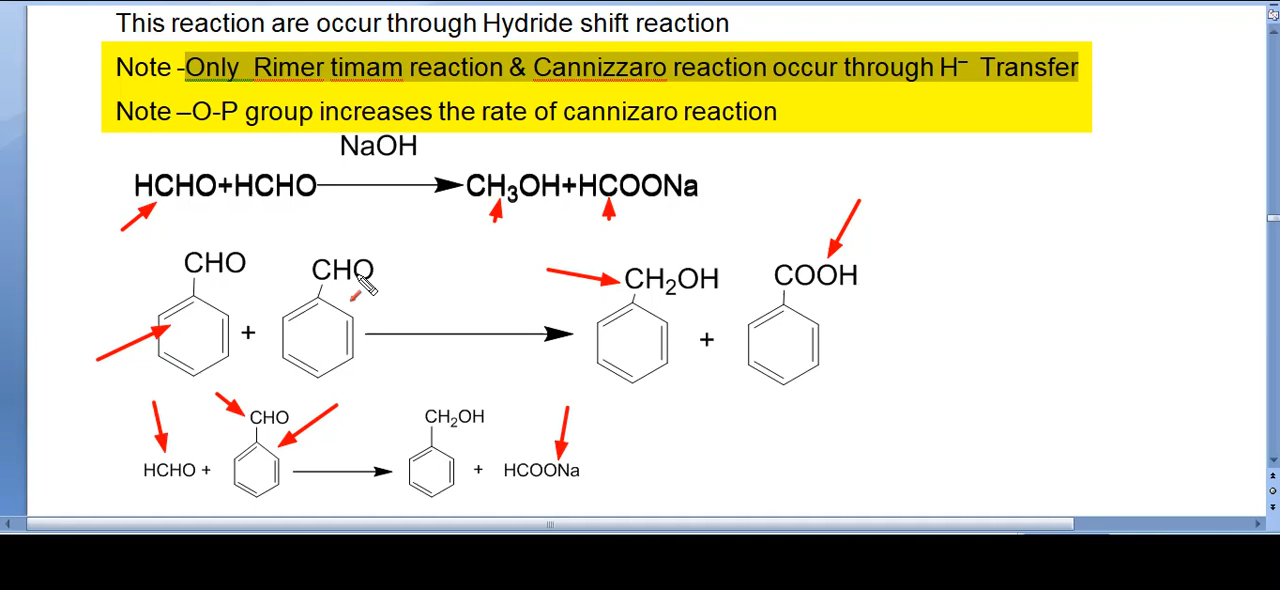 This reaction are occur through Hydride shift reaction
Note -Only Rimer timam reaction & Cannizzaro reaction occur through H⁻ Transfer
Note –O-P group increases the rate of cannizaro reaction
NaOH
HCHO+HCHO CH₃OH+HCOONa
CHO CHO CH₂OH COOH
+ +
CHO CH₂OH
HCHO + + HCOONa